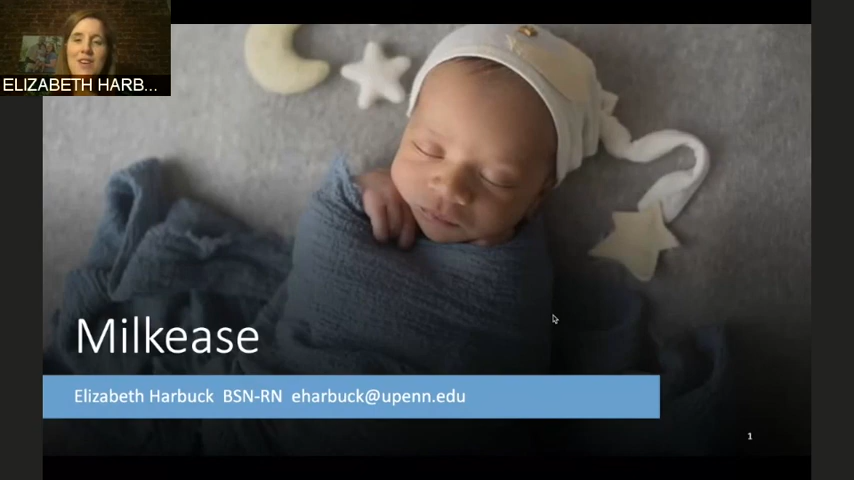 ELIZABETH HARB...
Milkease
Elizabeth Harbuck BSN-RN eharbuck@upenn.edu
1